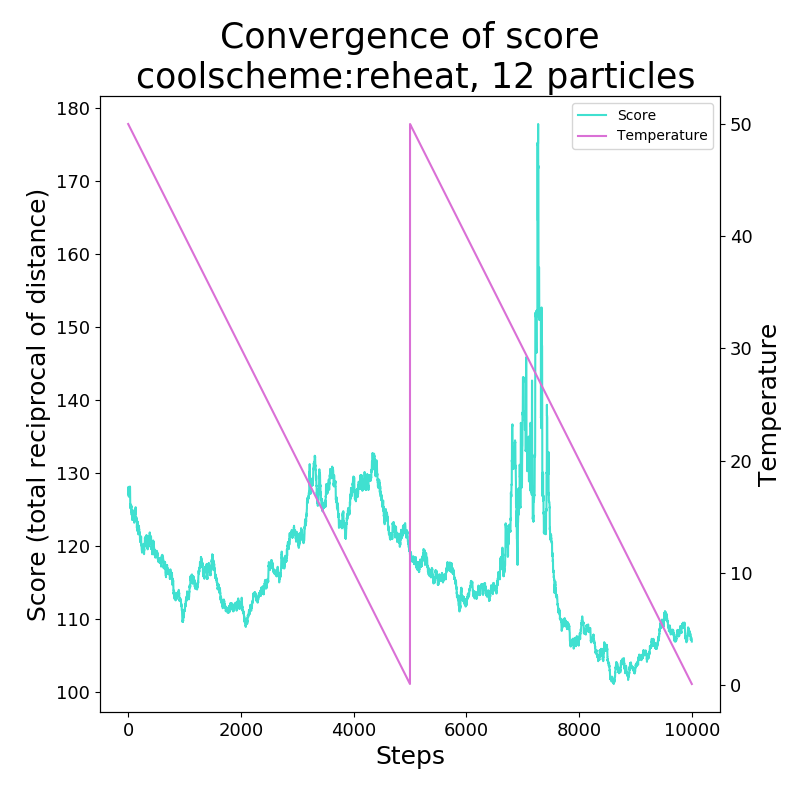 Convergence of score
coolscheme:reheat, 12 particles
Score
Temperature
180
170
160
150
140
130
120
110
100
Score (total reciprocal of distance)
50
40
30
20
10
0
Temperature
0 2000 4000 6000 8000 10000
Steps